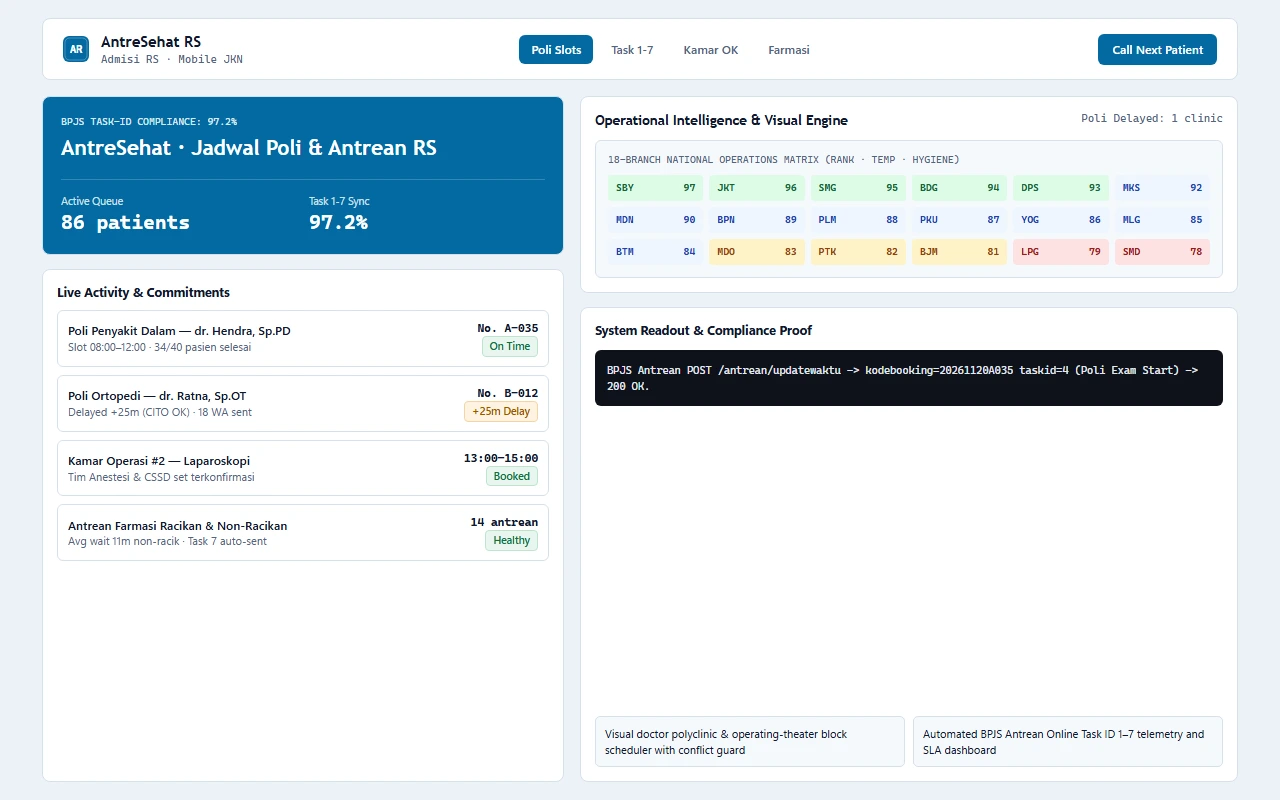 AR
AntreSehat RS
Admisi RS · Mobile JKN
Poli Slots
Task 1-7
Kamar OK
Farmasi
Call Next Patient
BPJS TASK-ID COMPLIANCE: 97.2%
AntreSehat · Jadwal Poli & Antrean RS
Active Queue
86 patients
Task 1-7 Sync
97.2%
Live Activity & Commitments
Poli Penyakit Dalam — dr. Hendra, Sp.PD
Slot 08:00–12:00 · 34/40 pasien selesai
No. A-035
On Time
Poli Ortopedi — dr. Ratna, Sp.OT
Delayed +25m (CITO OK) · 18 WA sent
No. B-012
+25m Delay
Kamar Operasi #2 — Laparoskopi
Tim Anestesi & CSSD set terkonfirmasi
13:00–15:00
Booked
Antrean Farmasi Racikan & Non-Racikan
Avg wait 11m non-racik · Task 7 auto-sent
14 antrean
Healthy
Operational Intelligence & Visual Engine
Poli Delayed: 1 clinic
18-BRANCH NATIONAL OPERATIONS MATRIX (RANK · TEMP · HYGIENE)
SBY 97 JKT 96 SMG 95 BDG 94 DPS 93 MKS 92
MDN 90 BPN 89 PLM 88 PKU 87 YOG 86 MLG 85
BTM 84 MDO 83 PTK 82 BJM 81 LPG 79 SMD 78
System Readout & Compliance Proof
BPJS Antrean POST /antrean/updatewaktu -> kodebooking=20261120A035 taskid=4 (Poli Exam Start) ->
200 OK.
Visual doctor polyclinic & operating-theater block
scheduler with conflict guard
Automated BPJS Antrean Online Task ID 1–7 telemetry and
SLA dashboard